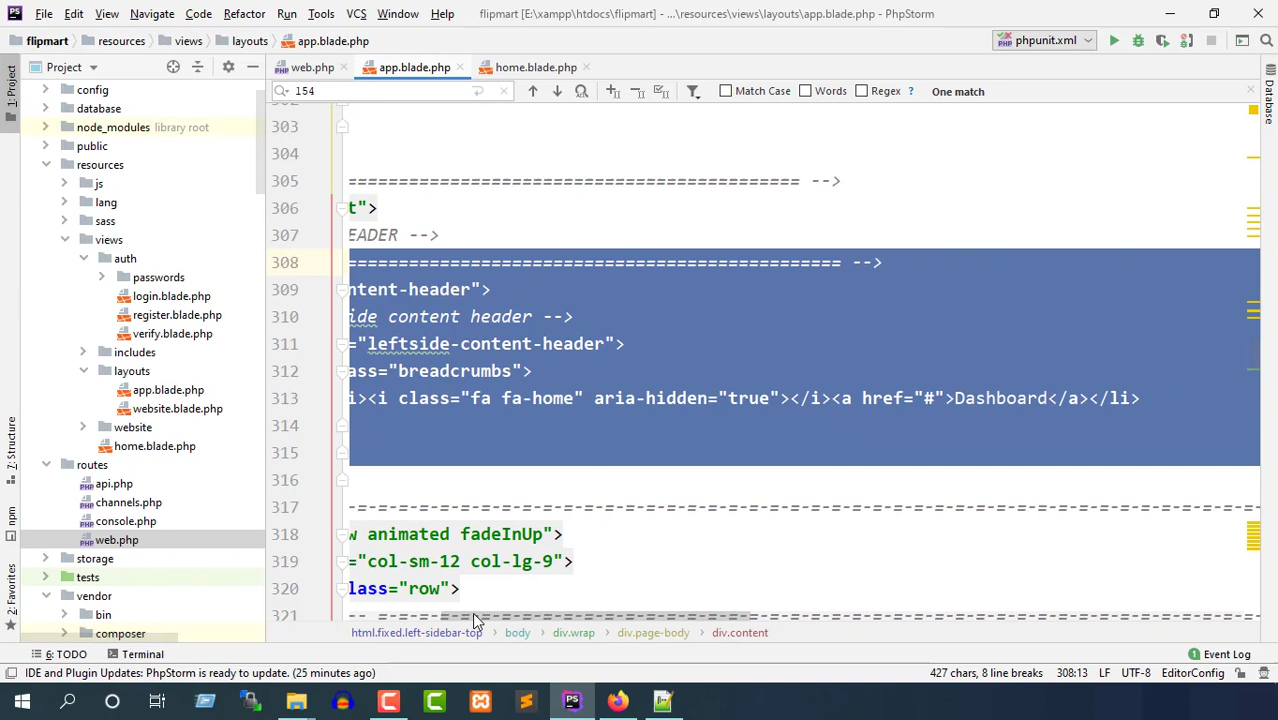 File Edit View Navigate Code Refactor Run Tools VCS Window Help flipmart [E:\xampp\htdocs\flipmart] - ...\resources\views\layouts\app.blade.php - PhpStorm
flipmart resources views layouts app.blade.php phpunit.xml
1: Project
Project web.php app.blade.php home.blade.php
154 Match Case Words Regex ? One match
Database
config
database
node_modules library root
public
resources
js
lang
sass
views
auth
passwords
login.blade.php
register.blade.php
verify.blade.php
includes
layouts
app.blade.php
website.blade.php
website
home.blade.php
routes
api.php
channels.php
console.php
web.php
storage
tests
vendor
bin
composer
7: Structure
npm
2: Favorites
303
304
305 ============================================ -->
306 t">
307 EADER -->
308 ================================================ -->
309 ntent-header">
310 ide content header -->
311 ="leftside-content-header">
312 ass="breadcrumbs">
313 i><i class="fa fa-home" aria-hidden="true"></i><a href="#">Dashboard</a></li>
314
315
316
317 -=-=-=-=-=-=-=-=-=-=-=-=-=-=-=-=-=-=-=-=-=-=-=-=-=-=-=-=-=-=-=-=-=-=-=-=-=-=-=-=-=-=-=-=-=
318 w animated fadeInUp">
319 ="col-sm-12 col-lg-9">
320 lass="row">
321
html.fixed.left-sidebar-top body div.wrap div.page-body div.content
6: TODO Terminal 1 Event Log
IDE and Plugin Updates: PhpStorm is ready to update. (25 minutes ago) 427 chars, 8 line breaks 308:13 LF UTF-8 EditorConfig